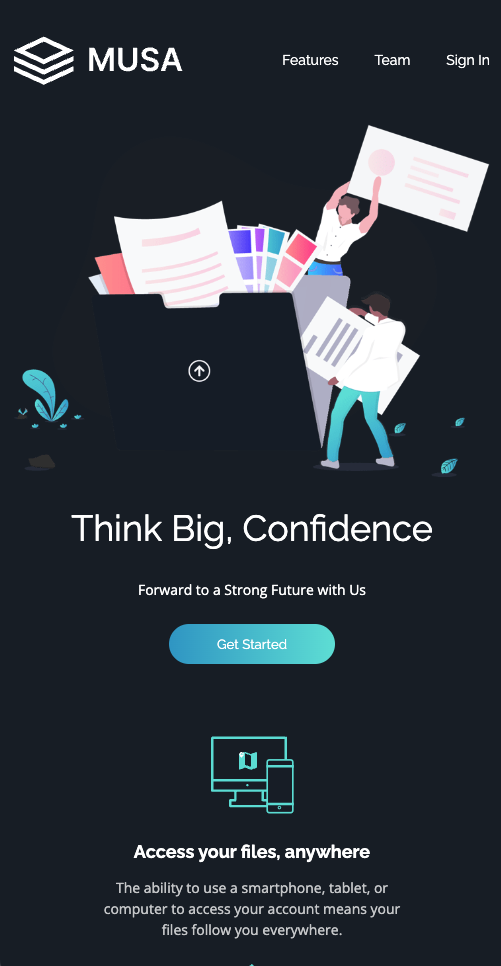 MUSA
Features
Team
Sign In
Think Big, Confidence
Forward to a Strong Future with Us
Get Started
Access your files, anywhere
The ability to use a smartphone, tablet, or
computer to access your account means your
files follow you everywhere.